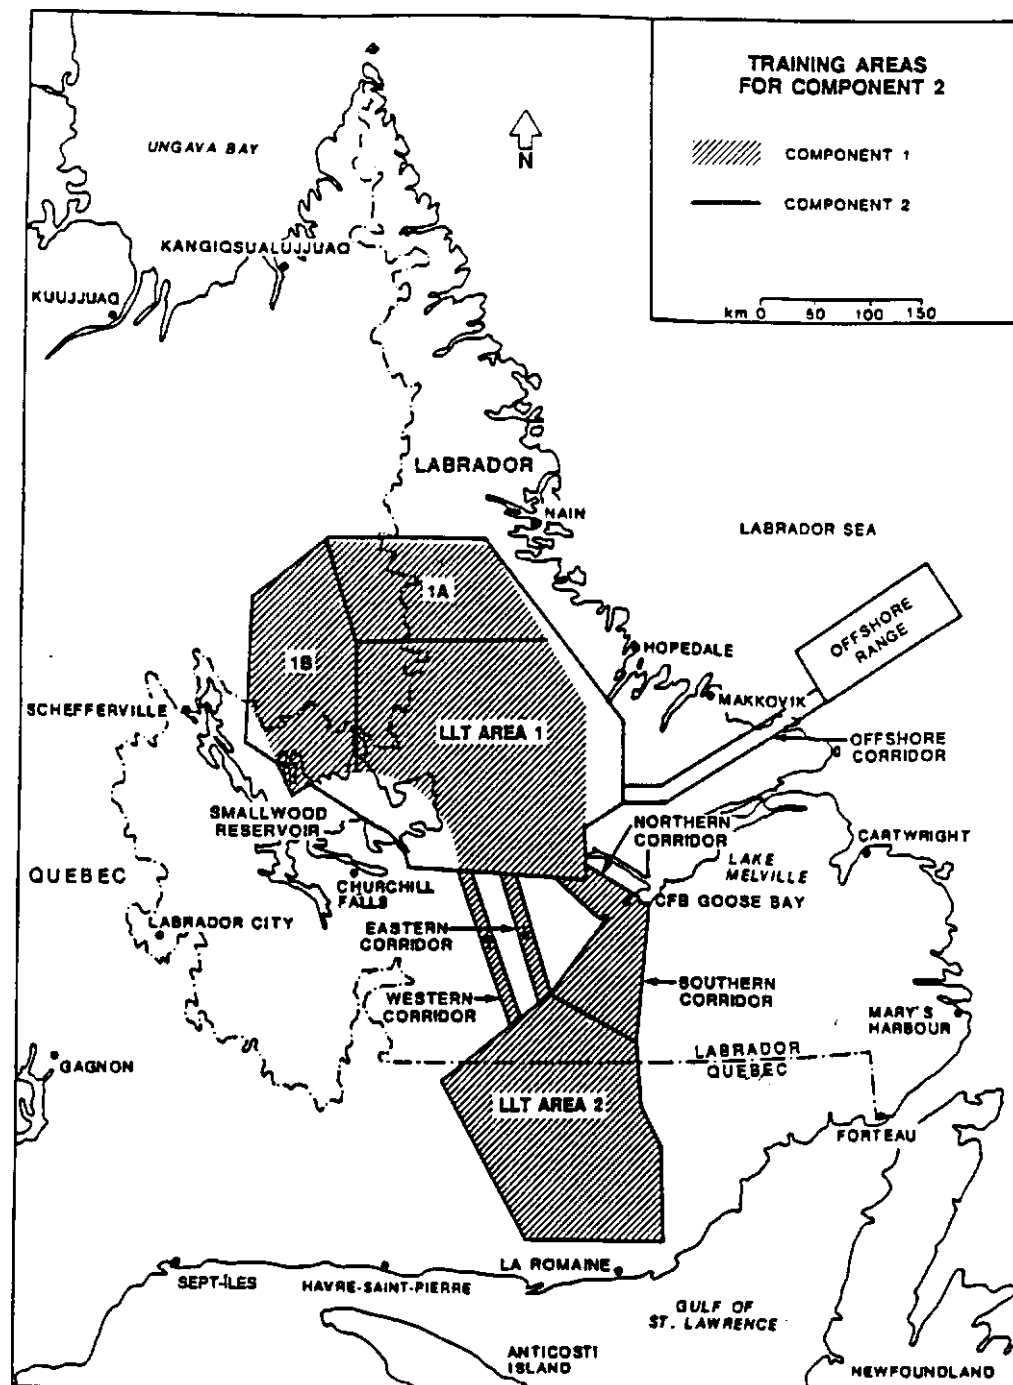 TRAINING AREAS
FOR COMPONENT 2
COMPONENT 1
COMPONENT 2
km 0 50 100 150
N
UNGAVA BAY
KANGIQSUALUJJUAQ
KUUJJUAQ
LABRADOR
NAIN
LABRADOR SEA
1A
1B
HOPEDALE
OFFSHORE
RANGE
MAKKOVIK
SCHEFFERVILLE
LLT AREA 1
OFFSHORE
CORRIDOR
SMALLWOOD
RESERVOIR
NORTHERN
CORRIDOR
CARTWRIGHT
LAKE
MELVILLE
QUEBEC
CHURCHILL
FALLS
CFB GOOSE BAY
LABRADOR CITY
EASTERN
CORRIDOR
WESTERN
CORRIDOR
SOUTHERN
CORRIDOR
MARY'S
HARBOUR
LABRADOR
QUEBEC
GAGNON
LLT AREA 2
FORTEAU
LA ROMAINE
SEPT-ÎLES
HAVRE-SAINT-PIERRE
GULF OF
ST. LAWRENCE
ANTICOSTI
ISLAND
NEWFOUNDLAND